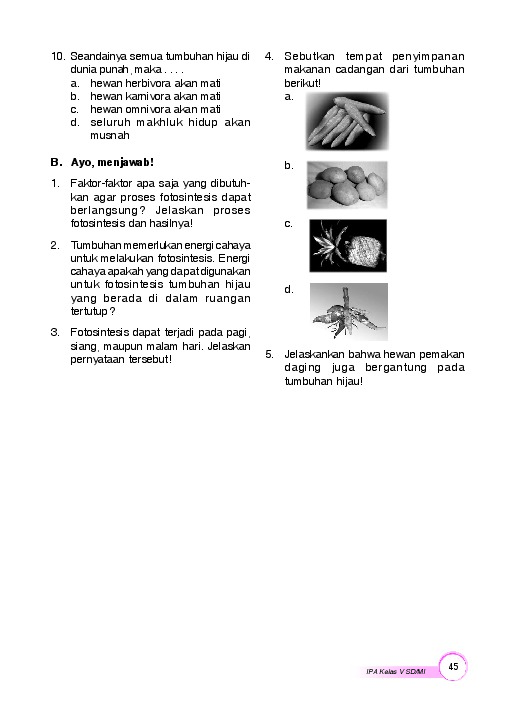 10. Seandainya semua tumbuhan hijau di
dunia punah, maka . . . .
a. hewan herbivora akan mati
b. hewan karnivora akan mati
c. hewan omnivora akan mati
d. seluruh makhluk hidup akan
musnah
B. Ayo, menjawab!
1. Faktor-faktor apa saja yang dibutuh-
kan agar proses fotosintesis dapat
berlangsung? Jelaskan proses
fotosintesis dan hasilnya!
2. Tumbuhan memerlukan energi cahaya
untuk melakukan fotosintesis. Energi
cahaya apakah yang dapat digunakan
untuk fotosintesis tumbuhan hijau
yang berada di dalam ruangan
tertutup?
3. Fotosintesis dapat terjadi pada pagi,
siang, maupun malam hari. Jelaskan
pernyataan tersebut!
4. Sebutkan tempat penyimpanan
makanan cadangan dari tumbuhan
berikut!
a.
b.
c.
d.
5. Jelaskankan bahwa hewan pemakan
daging juga bergantung pada
tumbuhan hijau!
IPA Kelas V SD/MI
45